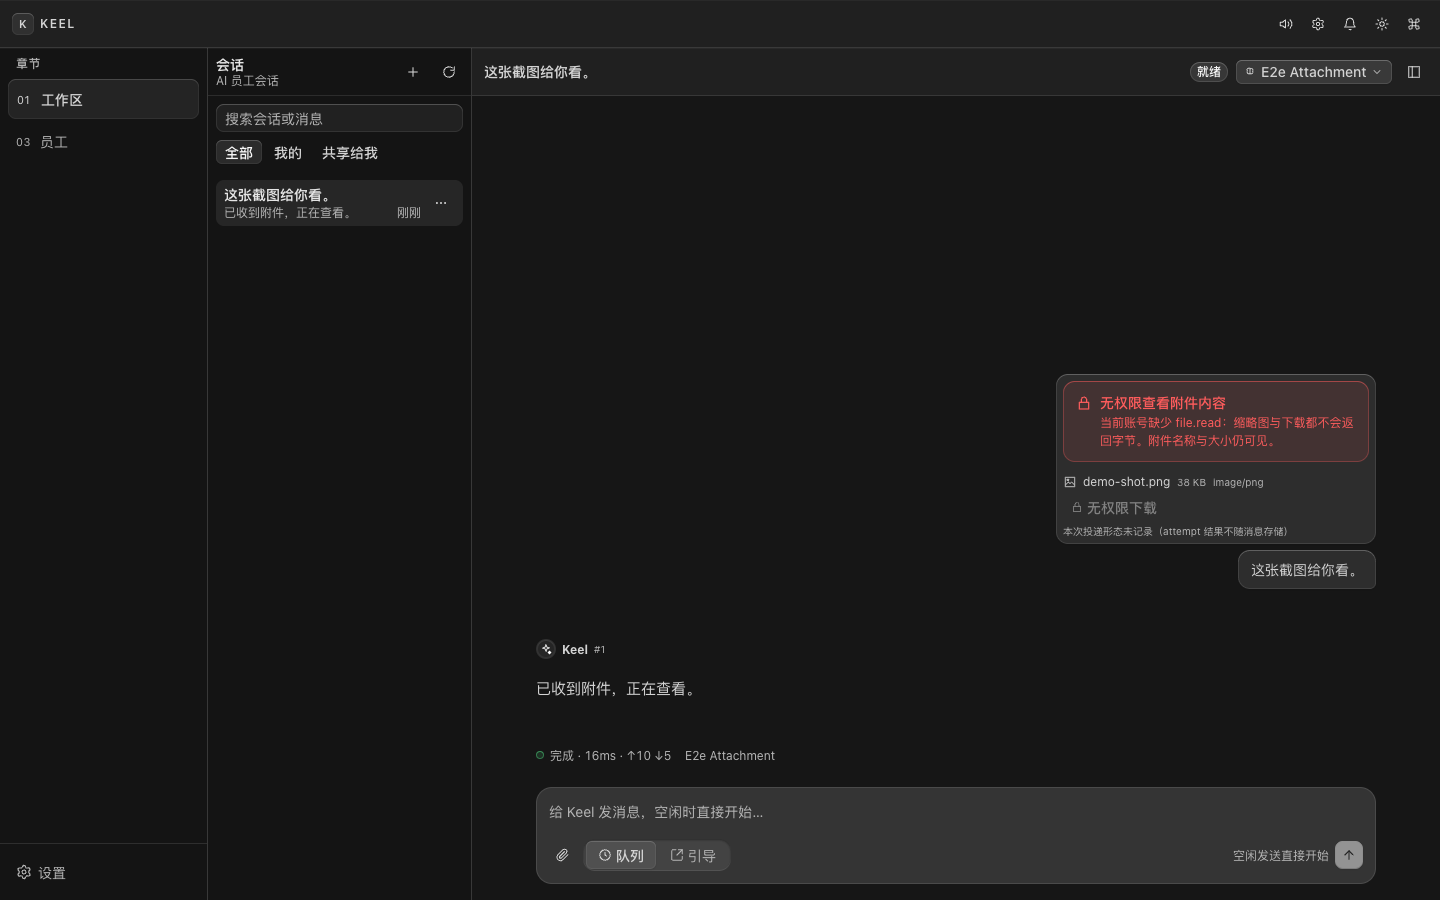 K KEEL
章节
01 工作区
03 员工
设置
会话
AI 员工会话
搜索会话或消息
全部 我的 共享给我
这张截图给你看。
已收到附件，正在查看。 刚刚
这张截图给你看。
就绪
E2e Attachment
无权限查看附件内容
当前账号缺少 file.read：缩略图与下载都不会返
回字节。附件名称与大小仍可见。
demo-shot.png 38 KB image/png
无权限下载
本次投递形态未记录（attempt 结果不随消息存储）
这张截图给你看。
Keel #1
已收到附件，正在查看。
完成 · 16ms · ↑10 ↓5 E2e Attachment
给 Keel 发消息，空闲时直接开始...
队列 引导
空闲发送直接开始